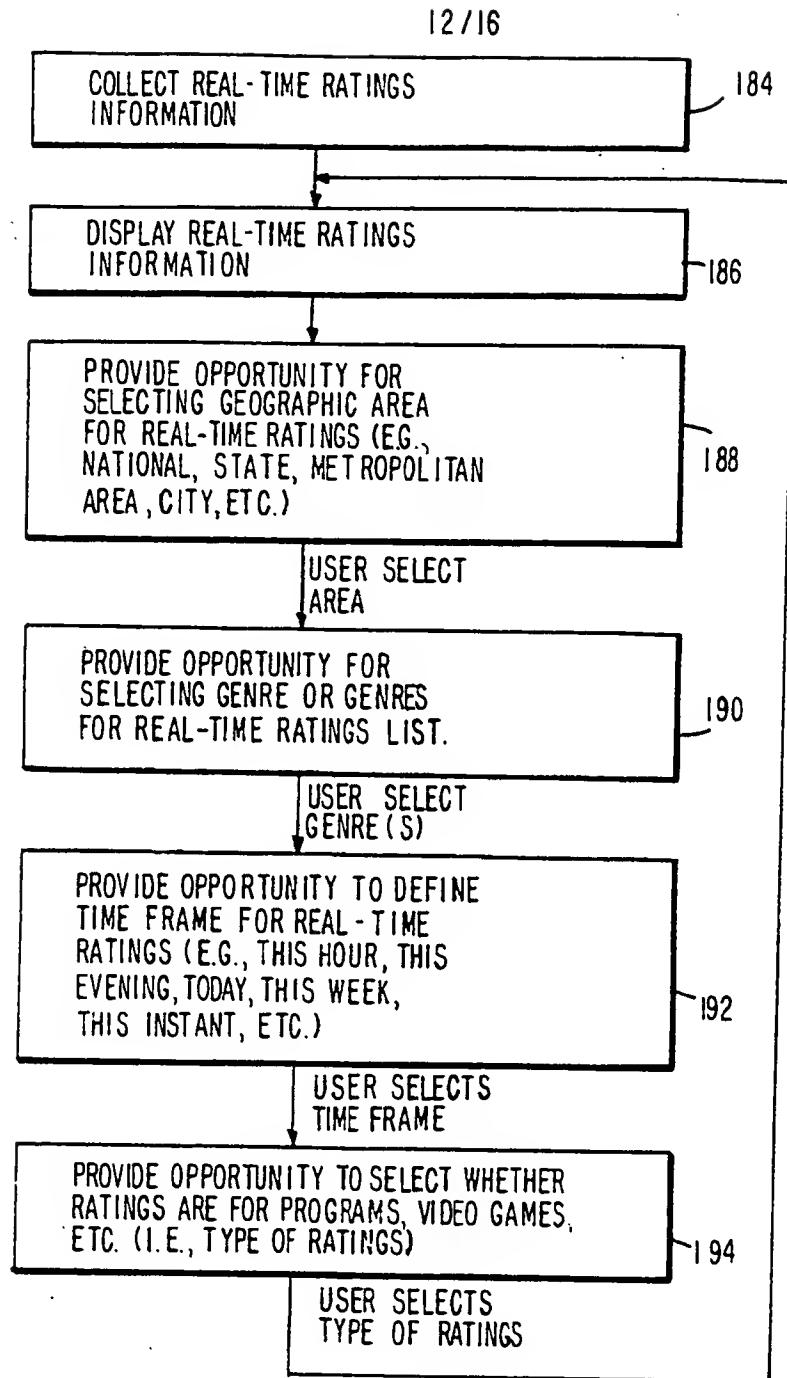 12/16
COLLECT REAL-TIME RATINGS
INFORMATION
184
DISPLAY REAL-TIME RATINGS
INFORMATION
186
PROVIDE OPPORTUNITY FOR
SELECTING GEOGRAPHIC AREA
FOR REAL-TIME RATINGS (E.G.,
NATIONAL, STATE, METROPOLITAN
AREA, CITY, ETC.)
188
USER SELECT
AREA
PROVIDE OPPORTUNITY FOR
SELECTING GENRE OR GENRES
FOR REAL-TIME RATINGS LIST.
190
USER SELECT
GENRE(S)
PROVIDE OPPORTUNITY TO DEFINE
TIME FRAME FOR REAL-TIME
RATINGS (E.G., THIS HOUR, THIS
EVENING, TODAY, THIS WEEK,
THIS INSTANT, ETC.)
192
USER SELECTS
TIME FRAME
PROVIDE OPPORTUNITY TO SELECT WHETHER
RATINGS ARE FOR PROGRAMS, VIDEO GAMES,
ETC. (I.E., TYPE OF RATINGS)
194
USER SELECTS
TYPE OF RATINGS